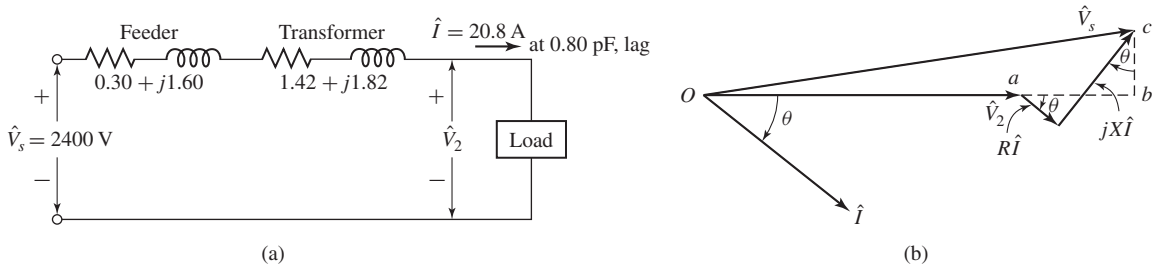 Feeder
Transformer
Î = 20.8 A
at 0.80 pF, lag
0.30 + j1.60
1.42 + j1.82
+
V̂s = 2400 V
−
+
V̂2
−
Load
(a)
O
θ
Î
V̂s
a
V̂2
RÎ
θ
θ
jXÎ
b
c
(b)